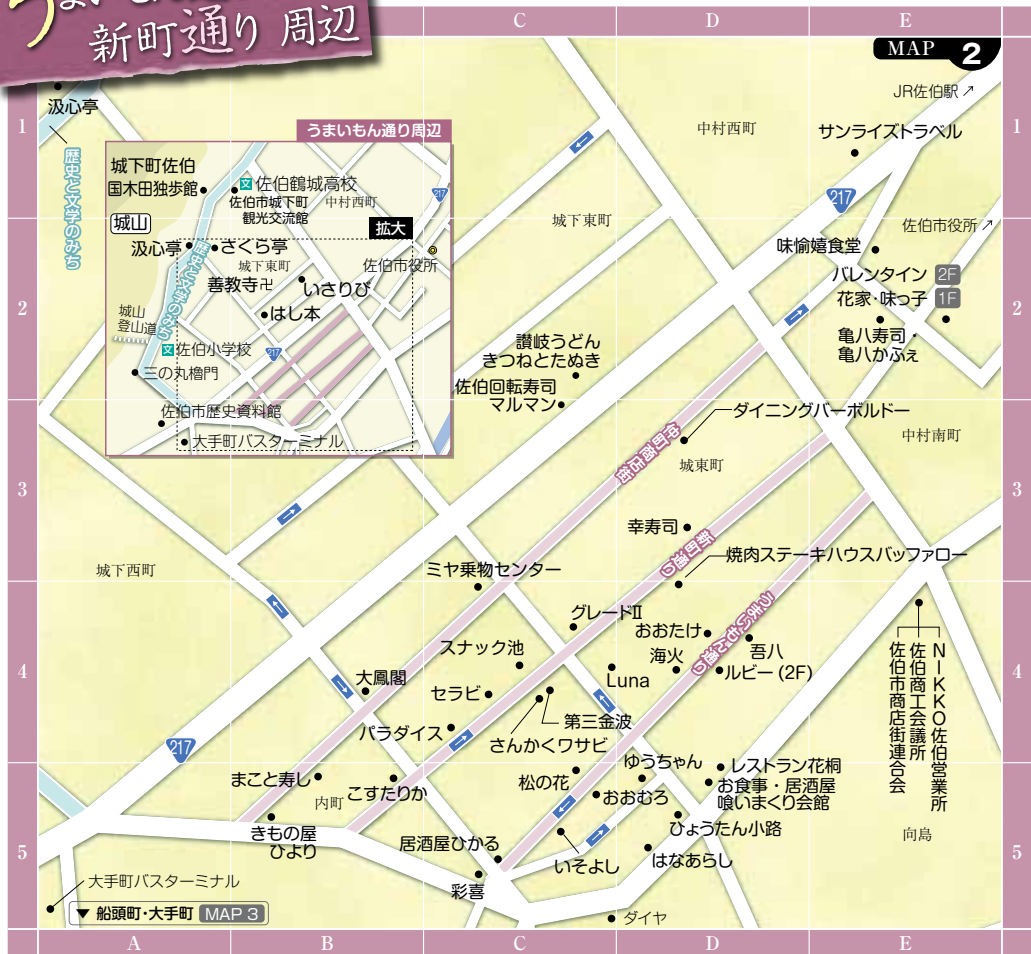 うまいもん
新町通り 周辺
C
D
E
MAP 2
JR佐伯駅
汲心亭
1
歴史と文学のみち
中村西町
サンライズトラベル
1
217
うまいもん通り周辺
城下町佐伯
国木田独歩館
佐伯鶴城高校
佐伯市城下町
観光交流館
中村西町
217
城山
拡大
汲心亭
さくら亭
城下東町
佐伯市役所
善教寺
いさりび
はし本
歴史と文学のみち
城山
登山道
佐伯小学校
217
三の丸櫓門
佐伯市歴史資料館
大手町バスターミナル
城下東町
佐伯市役所
味愉嬉食堂
バレンタイン 2F
花家・味っ子 1F
亀八寿司
亀八かふぇ
2
2
讃岐うどん
きつねとたぬき
佐伯回転寿司
マルマン
ダイニングバーボルドー
仲町商店街
城東町
中村南町
3
3
幸寿司
新町通り
焼肉ステーキハウスバッファロー
城下西町
ミヤ乗物センター
グレードⅡ
うまいもん通り
おおたけ
吾八
海火
ルビー (2F)
スナック池
Luna
4
4
大鳳閣
セラビ
第三金波
パラダイス
さんかくワサビ
NIKKO佐伯営業所
佐伯商工会議所
佐伯市商店街連合会
217
まこと寿し
こすたりか
内町
松の花
ゆうちゃん
レストラン花桐
おおむろ
お食事・居酒屋
喰いまくり会館
ひょうたん小路
きもの屋
ひより
居酒屋ひかる
いそよし
はなあらし
向島
5
5
彩喜
大手町バスターミナル
▼ 船頭町・大手町 MAP 3
ダイヤ
A
B
C
D
E